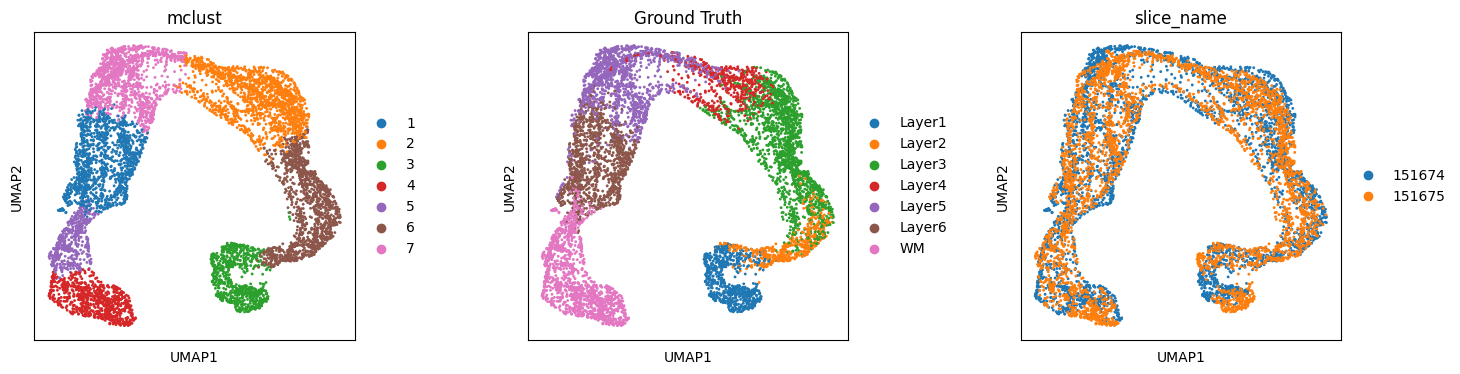 mclust
UMAP2
UMAP1
1
2
3
4
5
6
7
Ground Truth
UMAP2
UMAP1
Layer1
Layer2
Layer3
Layer4
Layer5
Layer6
WM
slice_name
UMAP2
UMAP1
151674
151675